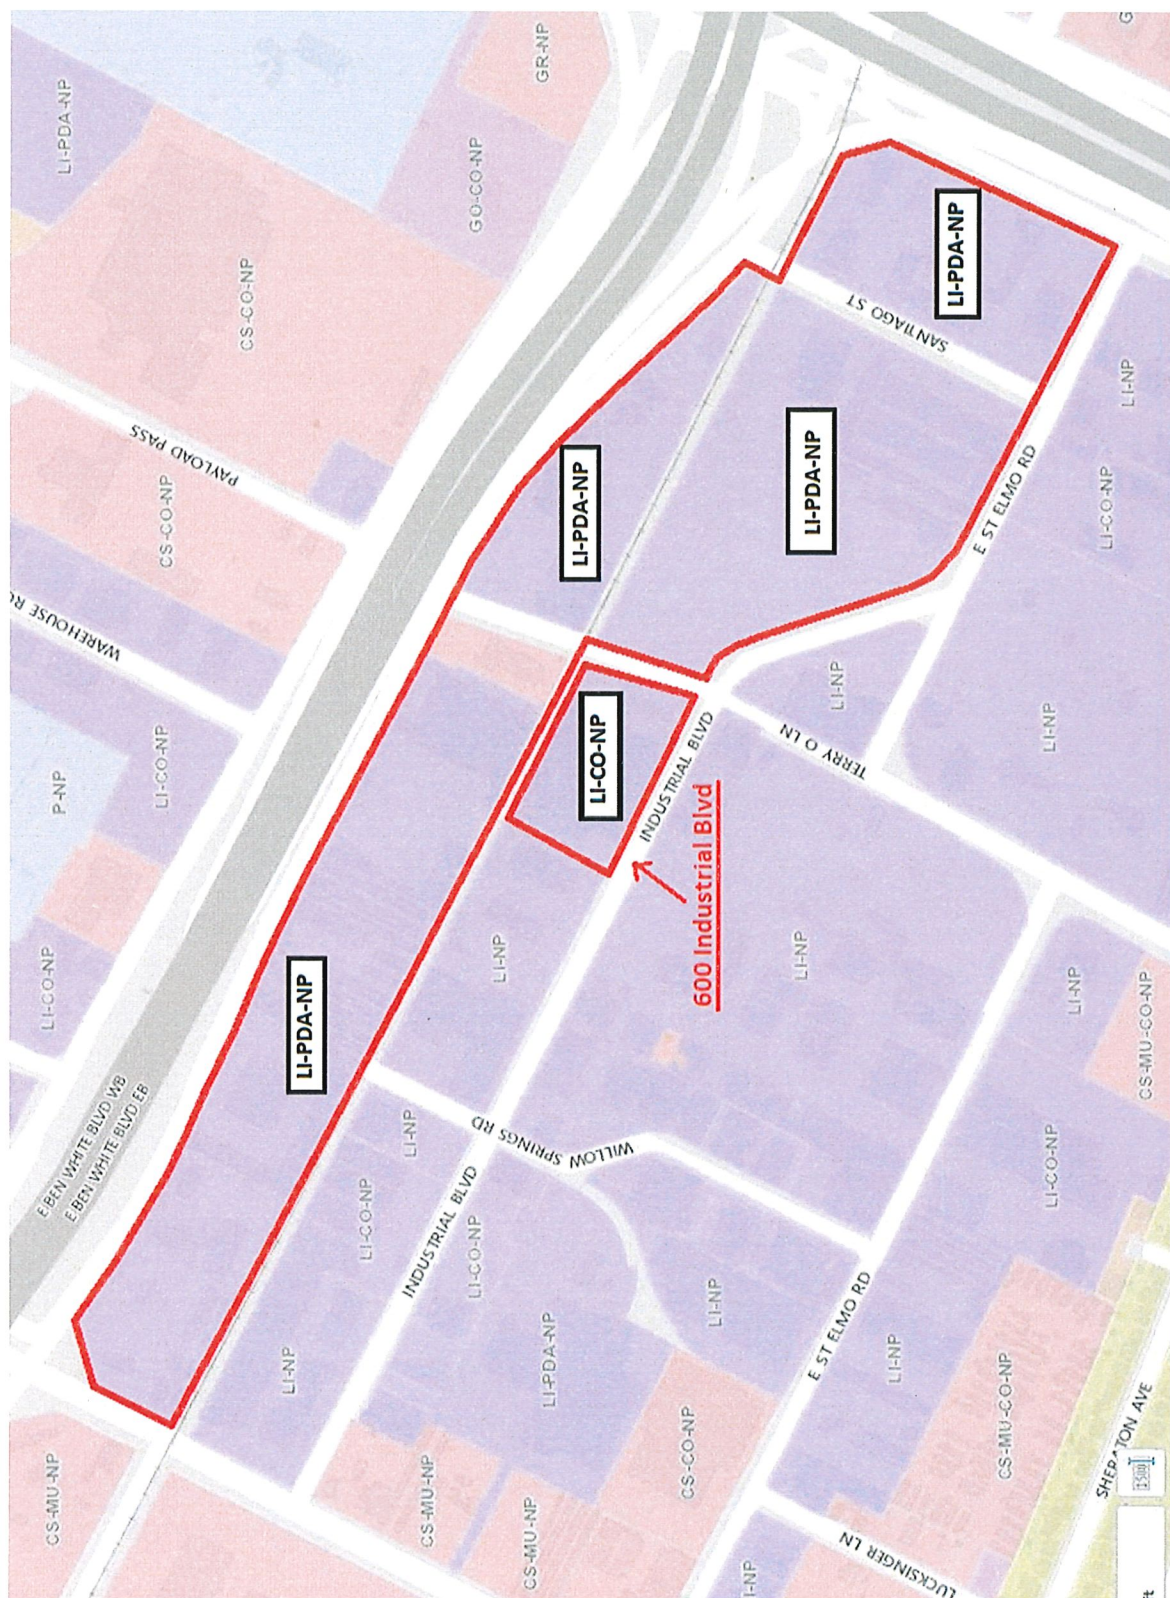 CS-MU-NP
LI-CO-NP
P-NP
LI-PDA-NP
E BEN WHITE BLVD WB
E BEN WHITE BLVD EB
WAREHOUSE
LI-CO-NP
CS-CO-NP
PAYLOAD PASS
CS-CO-NP
LI-NP
LI-PDA-NP
LI-CO-NP
LI-NP
CS-MU-NP
INDUSTRIAL BLVD
LI-CO-NP
GO-CO-NP
LI-NP
CS-MU-NP
GR-NP
LI-PDA-NP
WILLOW SPRINGS RD
LI-PDA-NP
LI-CO-NP
INDUSTRIAL BLVD
CS-CO-NP
600 Industrial Blvd
LI-NP
LI-NP
LI-PDA-NP
TERRY O LN
LI-NP
E ST ELMO RD
LI-NP
SANTIAGO ST
LUCKSINGER LN
LI-PDA-NP
CS-MU-CO-NP
E ST ELMO RD
LI-NP
LI-CO-NP
LI-NP
LI-CO-NP
SHERATON AVE
LI-NP
CS-MU-CO-NP